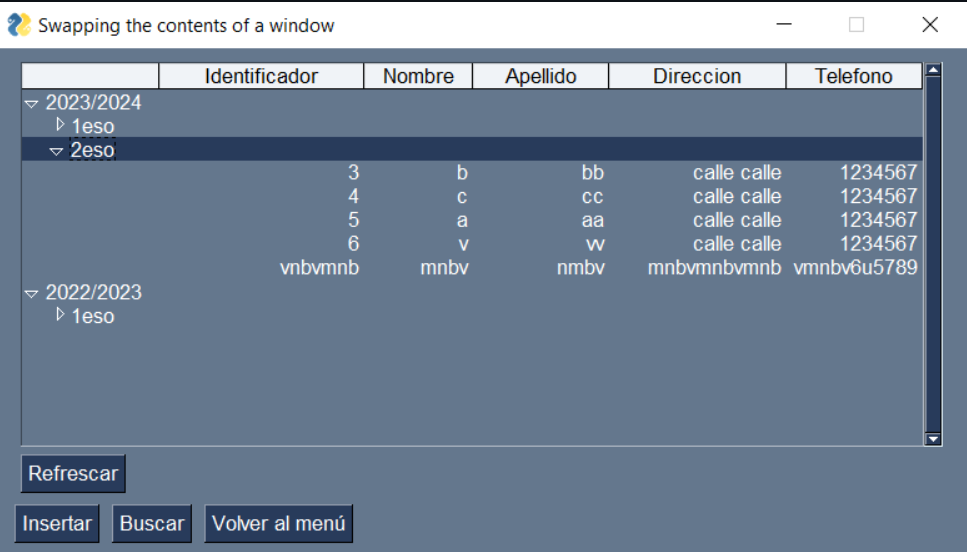 Swapping the contents of a window
Identificador Nombre Apellido Direccion Telefono
2023/2024
1eso
2eso
3 b bb calle calle 1234567
4 c cc calle calle 1234567
5 a aa calle calle 1234567
6 v vv calle calle 1234567
vnbvmnb mnbv nmbv mnbvmnbvmnb vmnbv6u5789
2022/2023
1eso
Refrescar
Insertar Buscar Volver al menú